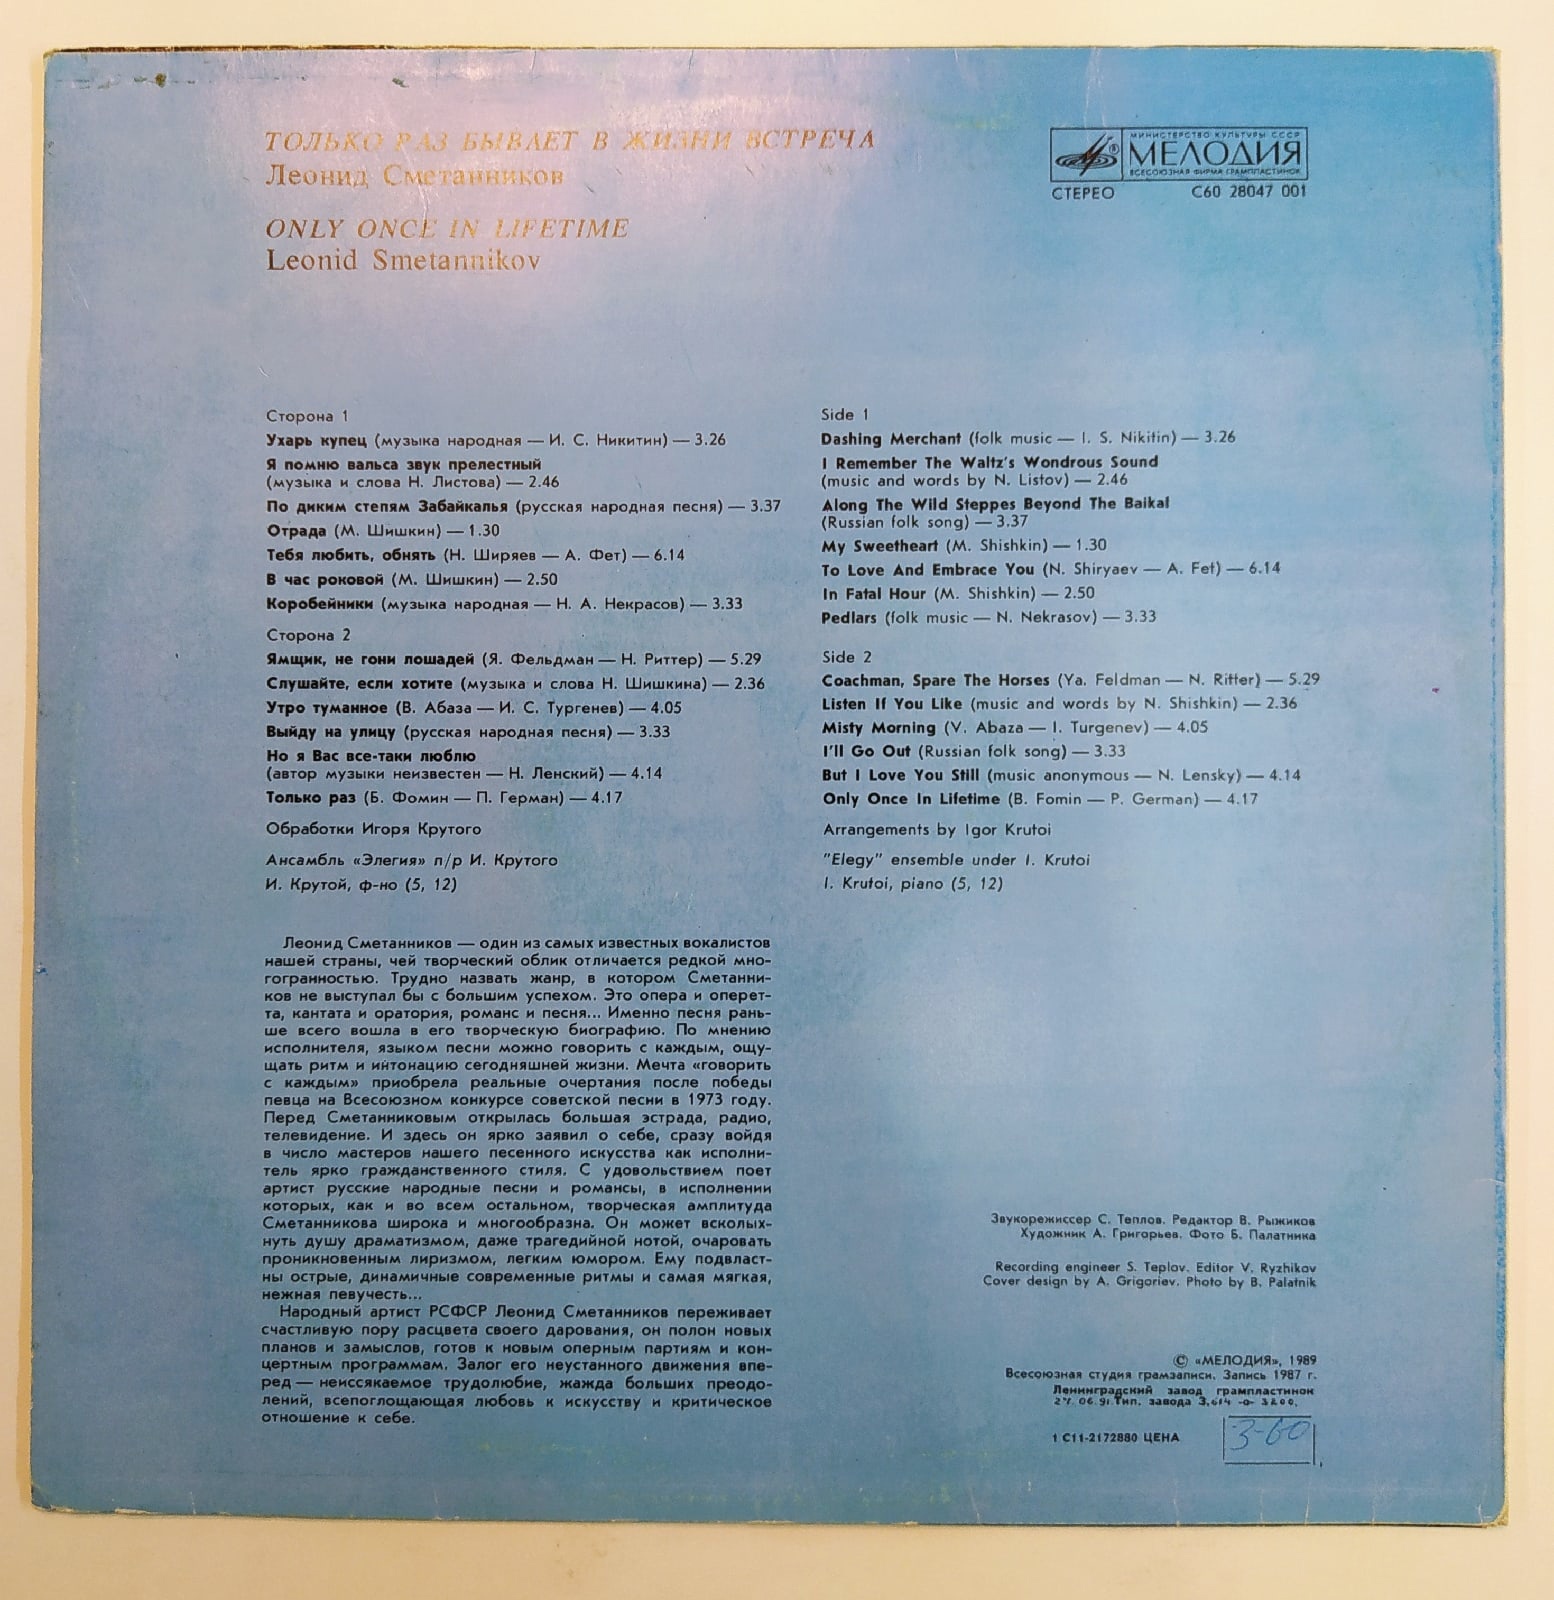 ТОЛЬКО РАЗ БЫВАЕТ В ЖИЗНИ ВСТРЕЧА
Леонид Сметанников
ONLY ONCE IN LIFETIME
Leonid Smetannikov
МИНИСТЕРСТВО КУЛЬТУРЫ СССР
МЕЛОДИЯ
ВСЕСОЮЗНАЯ ФИРМА ГРАМПЛАСТИНОК
СТЕРЕО С60 28047 001
Сторона 1
Ухарь купец (музыка народная — И. С. Никитин) — 3.26
Я помню вальса звук прелестный
(музыка и слова Н. Листова) — 2.46
По диким степям Забайкалья (русская народная песня) — 3.37
Отрада (М. Шишкин) — 1.30
Тебя любить, обнять (Н. Ширяев — А. Фет) — 6.14
В час роковой (М. Шишкин) — 2.50
Коробейники (музыка народная — Н. А. Некрасов) — 3.33
Сторона 2
Ямщик, не гони лошадей (Я. Фельдман — Н. Риттер) — 5.29
Слушайте, если хотите (музыка и слова Н. Шишкина) — 2.36
Утро туманное (В. Абаза — И. С. Тургенев) — 4.05
Выйду на улицу (русская народная песня) — 3.33
Но я Вас все-таки люблю
(автор музыки неизвестен — Н. Ленский) — 4.14
Только раз (Б. Фомин — П. Герман) — 4.17
Обработки Игоря Крутого
Ансамбль «Элегия» п/р И. Крутого
И. Крутой, ф-но (5, 12)
Side 1
Dashing Merchant (folk music — I. S. Nikitin) — 3.26
I Remember The Waltz's Wondrous Sound
(music and words by N. Listov) — 2.46
Along The Wild Steppes Beyond The Baikal
(Russian folk song) — 3.37
My Sweetheart (M. Shishkin) — 1.30
To Love And Embrace You (N. Shiryaev — A. Fet) — 6.14
In Fatal Hour (M. Shishkin) — 2.50
Pedlars (folk music — N. Nekrasov) — 3.33
Side 2
Coachman, Spare The Horses (Ya. Feldman — N. Ritter) — 5.29
Listen If You Like (music and words by N. Shishkin) — 2.36
Misty Morning (V. Abaza — I. Turgenev) — 4.05
I'll Go Out (Russian folk song) — 3.33
But I Love You Still (music anonymous — N. Lensky) — 4.14
Only Once In Lifetime (B. Fomin — P. German) — 4.17
Arrangements by Igor Krutoi
"Elegy" ensemble under I. Krutoi
I. Krutoi, piano (5, 12)
Леонид Сметанников — один из самых известных вокалистов
нашей страны, чей творческий облик отличается редкой мно-
гогранностью. Трудно назвать жанр, в котором Сметанни-
ков не выступал бы с большим успехом. Это опера и оперет-
та, кантата и оратория, романс и песня... Именно песня рань-
ше всего вошла в его творческую биографию. По мнению
исполнителя, языком песни можно говорить с каждым, ощу-
щать ритм и интонацию сегодняшней жизни. Мечта «говорить
с каждым» приобрела реальные очертания после победы
певца на Всесоюзном конкурсе советской песни в 1973 году.
Перед Сметанниковым открылась большая эстрада, радио,
телевидение. И здесь он ярко заявил о себе, сразу войдя
в число мастеров нашего песенного искусства как исполни-
тель ярко гражданственного стиля. С удовольствием поет
артист русские народные песни и романсы, в исполнении
которых, как и во всем остальном, творческая амплитуда
Сметанникова широка и многообразна. Он может всколых-
нуть душу драматизмом, даже трагедийной нотой, очаровать
проникновенным лиризмом, легким юмором. Ему подвласт-
ны острые, динамичные современные ритмы и самая мягкая,
нежная певучесть...
Народный артист РСФСР Леонид Сметанников переживает
счастливую пору расцвета своего дарования, он полон новых
планов и замыслов, готов к новым оперным партиям и кон-
цертным программам. Залог его неустанного движения впе-
ред — неиссякаемое трудолюбие, жажда больших преодо-
лений, всепоглощающая любовь к искусству и критическое
отношение к себе.
Звукорежиссер С. Теплов. Редактор В. Рыжиков
Художник А. Григорьев. Фото Б. Палатника
Recording engineer S. Teplov. Editor V. Ryzhikov
Cover design by A. Grigoriev. Photo by B. Palatnik
© «МЕЛОДИЯ», 1989
Всесоюзная студия грамзаписи. Запись 1987 г.
Ленинградский завод грампластинок
06.91 Тип. завода
1 С11-2172880 ЦЕНА 3-60